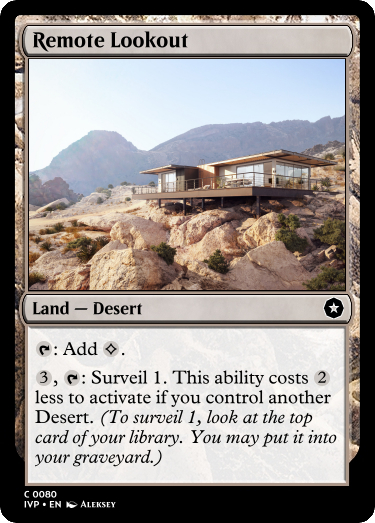 Remote Lookout
Land — Desert
: Add .
3, : Surveil 1. This ability costs 2
less to activate if you control another
Desert. (To surveil 1, look at the top
card of your library. You may put it into
your graveyard.)
C 0080
IVP • EN Aleksey